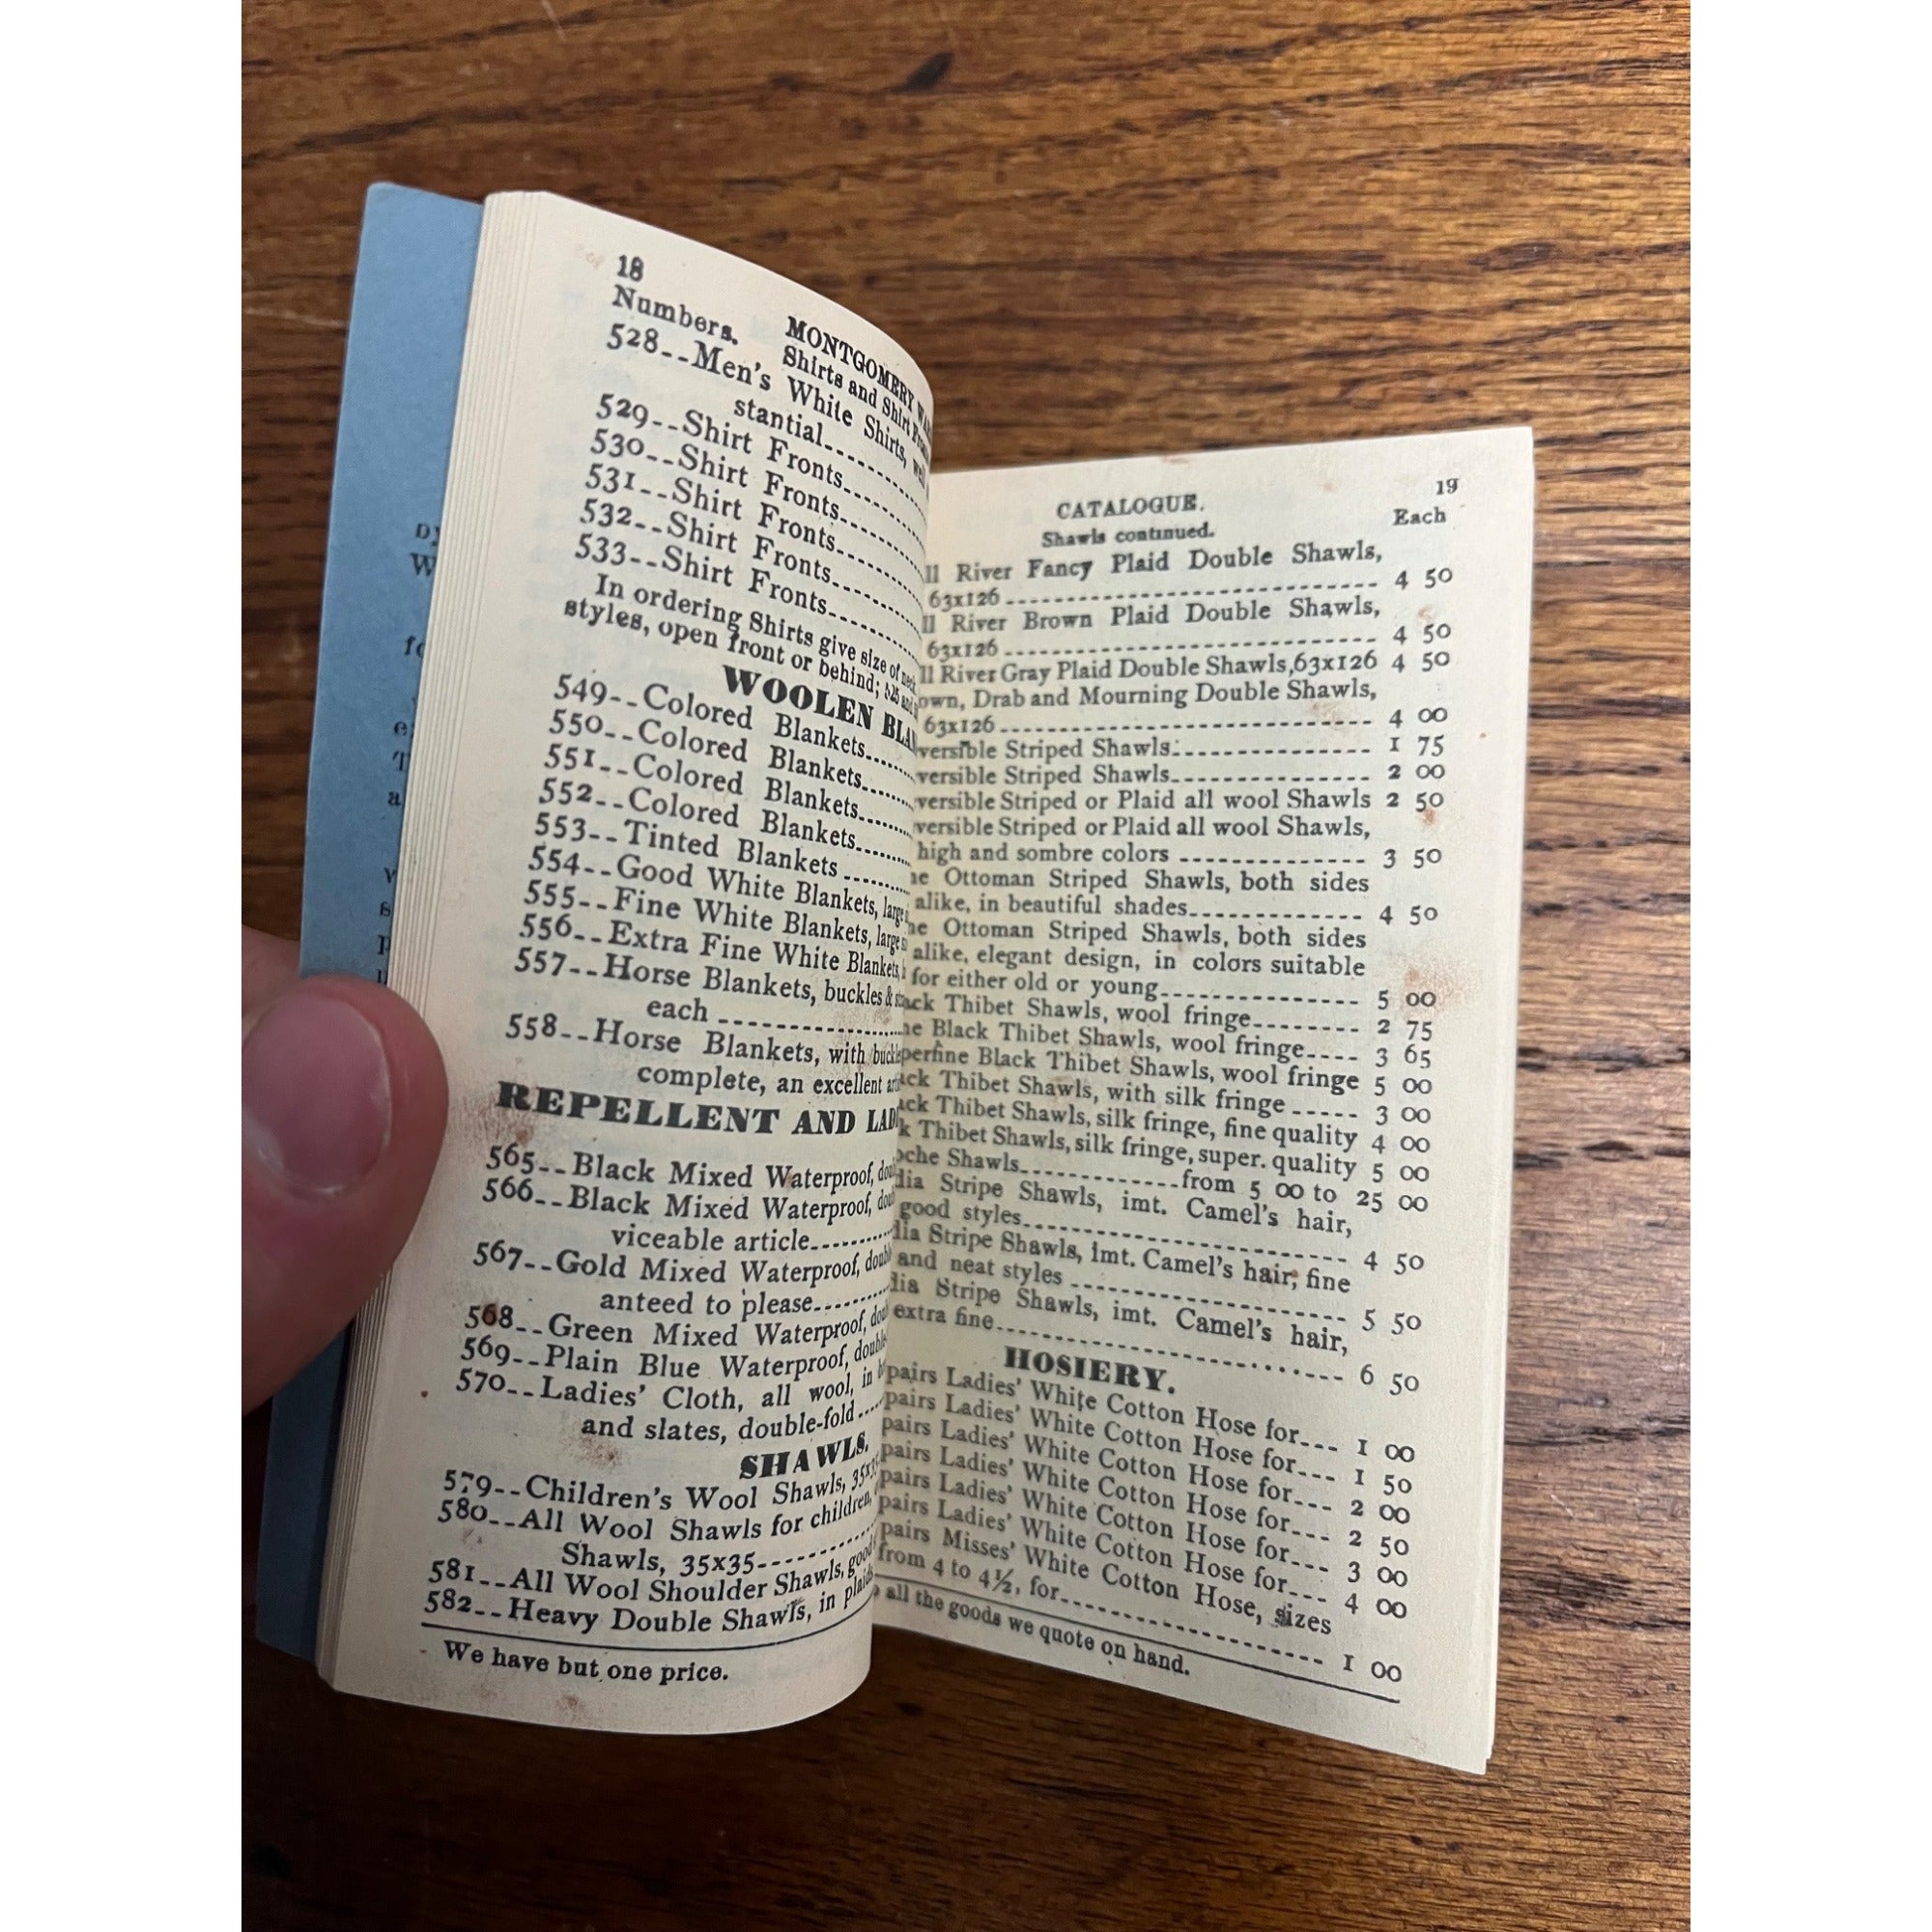 18
MONTGOMERY
Numbers. Shirts and Shirt
528--Men's White Shirts,
stantial
529--Shirt Fronts
530--Shirt Fronts
531--Shirt Fronts
532--Shirt Fronts
533--Shirt Fronts
In ordering Shirts give size of
styles, open front or behind;
WOOLEN
549--Colored Blankets
550--Colored Blankets
551--Colored Blankets
552--Colored Blankets
553--Tinted Blankets
554--Good White Blankets,
555--Fine White Blankets, large
556--Extra Fine White Blankets,
557--Horse Blankets, buckles &
each
558--Horse Blankets, with
complete, an excellent
REPELLENT AND
565--Black Mixed Waterproof,
566--Black Mixed Waterproof,
viceable article
567--Gold Mixed Waterproof,
anteed to please
568--Green Mixed Waterproof,
569--Plain Blue Waterproof,
570--Ladies' Cloth, all wool, in
and slates, double-fold
SHAWLS.
579--Children's Wool Shawls,
580--All Wool Shawls for children,
Shawls, 35x35
581--All Wool Shoulder Shawls,
582--Heavy Double Shawls, in
We have but one price.
CATALOGUE. 19
Shawls continued. Each
River Fancy Plaid Double Shawls,
63x126 4 50
River Brown Plaid Double Shawls,
63x126 4 50
River Gray Plaid Double Shawls, 63x126 4 50
Drab and Mourning Double Shawls,
63x126 4 00
Striped Shawls 1 75
Striped Shawls 2 00
Striped or Plaid all wool Shawls 2 50
Striped or Plaid all wool Shawls,
high and sombre colors 3 50
Ottoman Striped Shawls, both sides
alike, in beautiful shades 4 50
Ottoman Striped Shawls, both sides
alike, elegant design, in colors suitable
for either old or young 5 00
Thibet Shawls, wool fringe 2 75
Black Thibet Shawls, wool fringe 3 65
Black Thibet Shawls, wool fringe 5 00
Thibet Shawls, with silk fringe 3 00
Thibet Shawls, silk fringe, fine quality 4 00
Thibet Shawls, silk fringe, super. quality 5 00
Shawls from 5 00 to 25 00
Stripe Shawls, imt. Camel's hair,
good styles 4 50
Stripe Shawls, imt. Camel's hair, fine
and neat styles 5 50
Stripe Shawls, imt. Camel's hair,
extra fine 6 50
HOSIERY.
pairs Ladies' White Cotton Hose for 1 00
pairs Ladies' White Cotton Hose for 1 50
pairs Ladies' White Cotton Hose for 2 00
pairs Ladies' White Cotton Hose for 2 50
pairs Ladies' White Cotton Hose for 3 00
pairs Ladies' White Cotton Hose for 4 00
pairs Misses' White Cotton Hose, sizes
from 4 to 4½, for 1 00
all the goods we quote on hand.